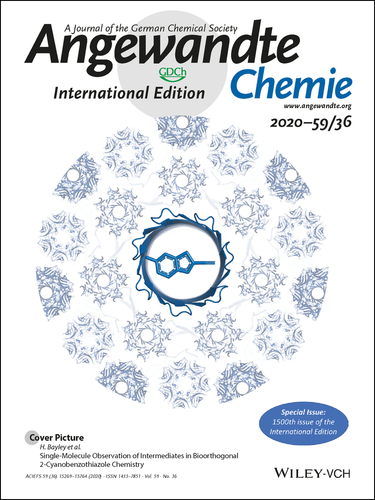 A Journal of the German Chemical Society
Angewandte
GDCh
International Edition
Chemie
www.angewandte.org
2020–59/36
Special Issue:
1500th issue of the
International Edition
Cover Picture
H. Bayley et al.
Single-Molecule Observation of Intermediates in Bioorthogonal
2-Cyanobenzothiazole Chemistry
ACIEFS 59 (36) 15269–15764 (2020) · ISSN 1433–7851 · Vol. 59 · No. 36
WILEY-VCH